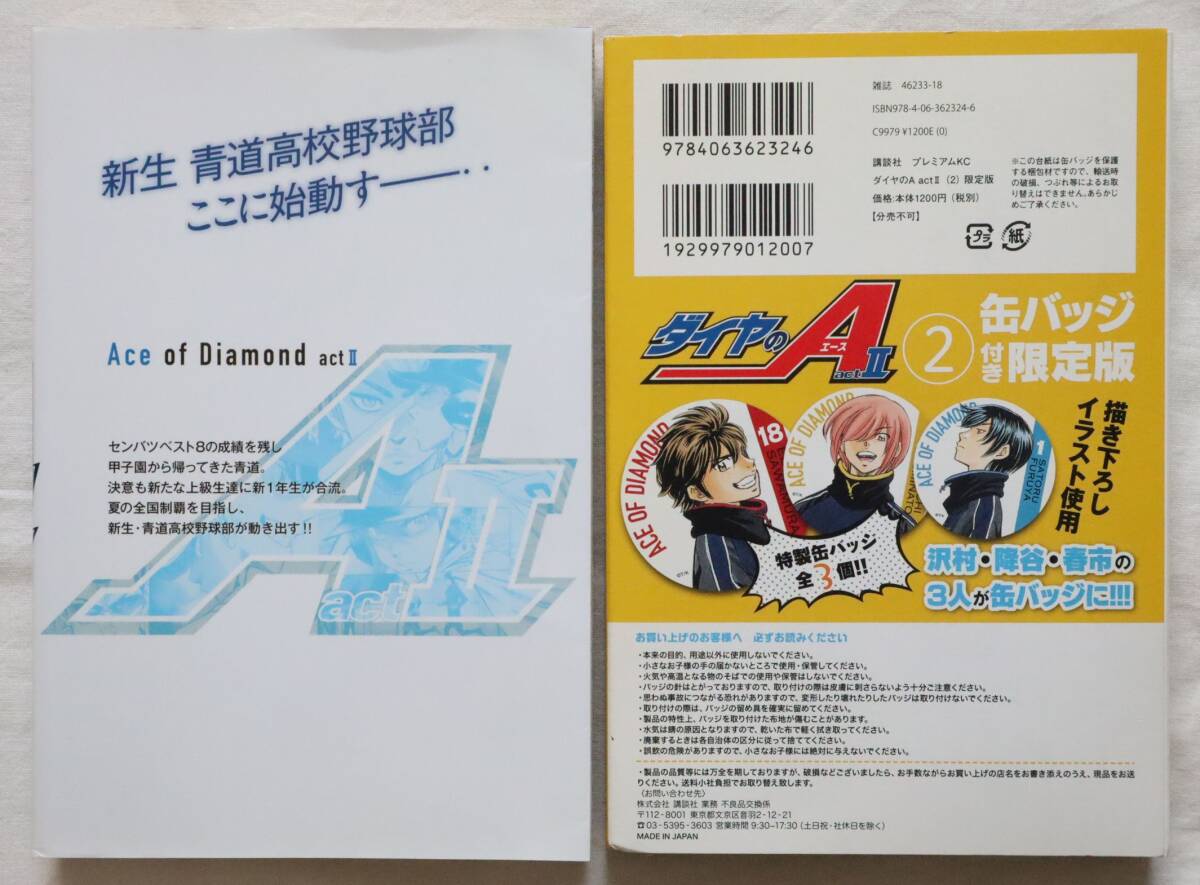 新生 青道高校野球部
ここに始動す――‥
Ace of Diamond act II
センバツベスト8の成績を残し
甲子園から帰ってきた青道。
決意も新たな上級生達に新1年生が合流。
夏の全国制覇を目指し、
新生・青道高校野球部が動き出す!!
A II
act
9784063623246
1929979012007
雑誌 46233-18
ISBN978-4-06-362324-6
C9979 ¥1200E (0)
講談社 プレミアムKC
ダイヤのA actⅡ (2) 限定版
価格:本体1200円 (税別)
【分売不可】
※この台紙は缶バッジを保護
する梱包材ですので、輸送時
の破損、つぶれ等によるお取
り替えはできません。あらかじ
めご了承ください。
プラ
紙
ダイヤのA
エース
act II
②
缶バッジ
付き
限定版
ACE OF DIAMOND
18
SAWAMURA
ACE OF DIAMOND
ACE OF DIAMOND
1
SATORU
FURUYA
描き下ろし
イラスト使用
特製缶バッジ
全3個!!
沢村・降谷・春市の
3人が缶バッジに!!!
お買い上げのお客様へ 必ずお読みください
・本来の目的、用途以外に使用しないでください。
・小さなお子様の手の届かないところで使用・保管してください。
・火気や高温となる物のそばでの使用や保管はしないでください。
・バッジの針はとがっておりますので、取り付けの際は皮膚に刺さらないよう十分ご注意ください。
・思わぬ事故につながる恐れがありますので、変形したり壊れたりしたバッジは取り付けないでください。
・取り付けの際は、バッジの留め具を確実に留めてください。
・製品の特性上、バッジを取り付けた布地が傷むことがあります。
・水気は錆の原因となりますので、乾いた布で軽く拭き取ってください。
・廃棄するときは各自治体の区分に従って捨ててください。
・誤飲の危険がありますので、小さなお子様には絶対に与えないでください。
・製品の品質等には万全を期しておりますが、破損などございましたら、お手数ながらお買い上げの店名をお書き添えのうえ、現品をお送
りください。送料小社負担でお取り替え致します。
〈お問い合わせ先〉
株式会社 講談社 業務 不良品交換係
〒112-8001 東京都文京区音羽2-12-21
☎03-5395-3603 営業時間 9:30~17:30 (土日祝・社休日を除く)
MADE IN JAPAN